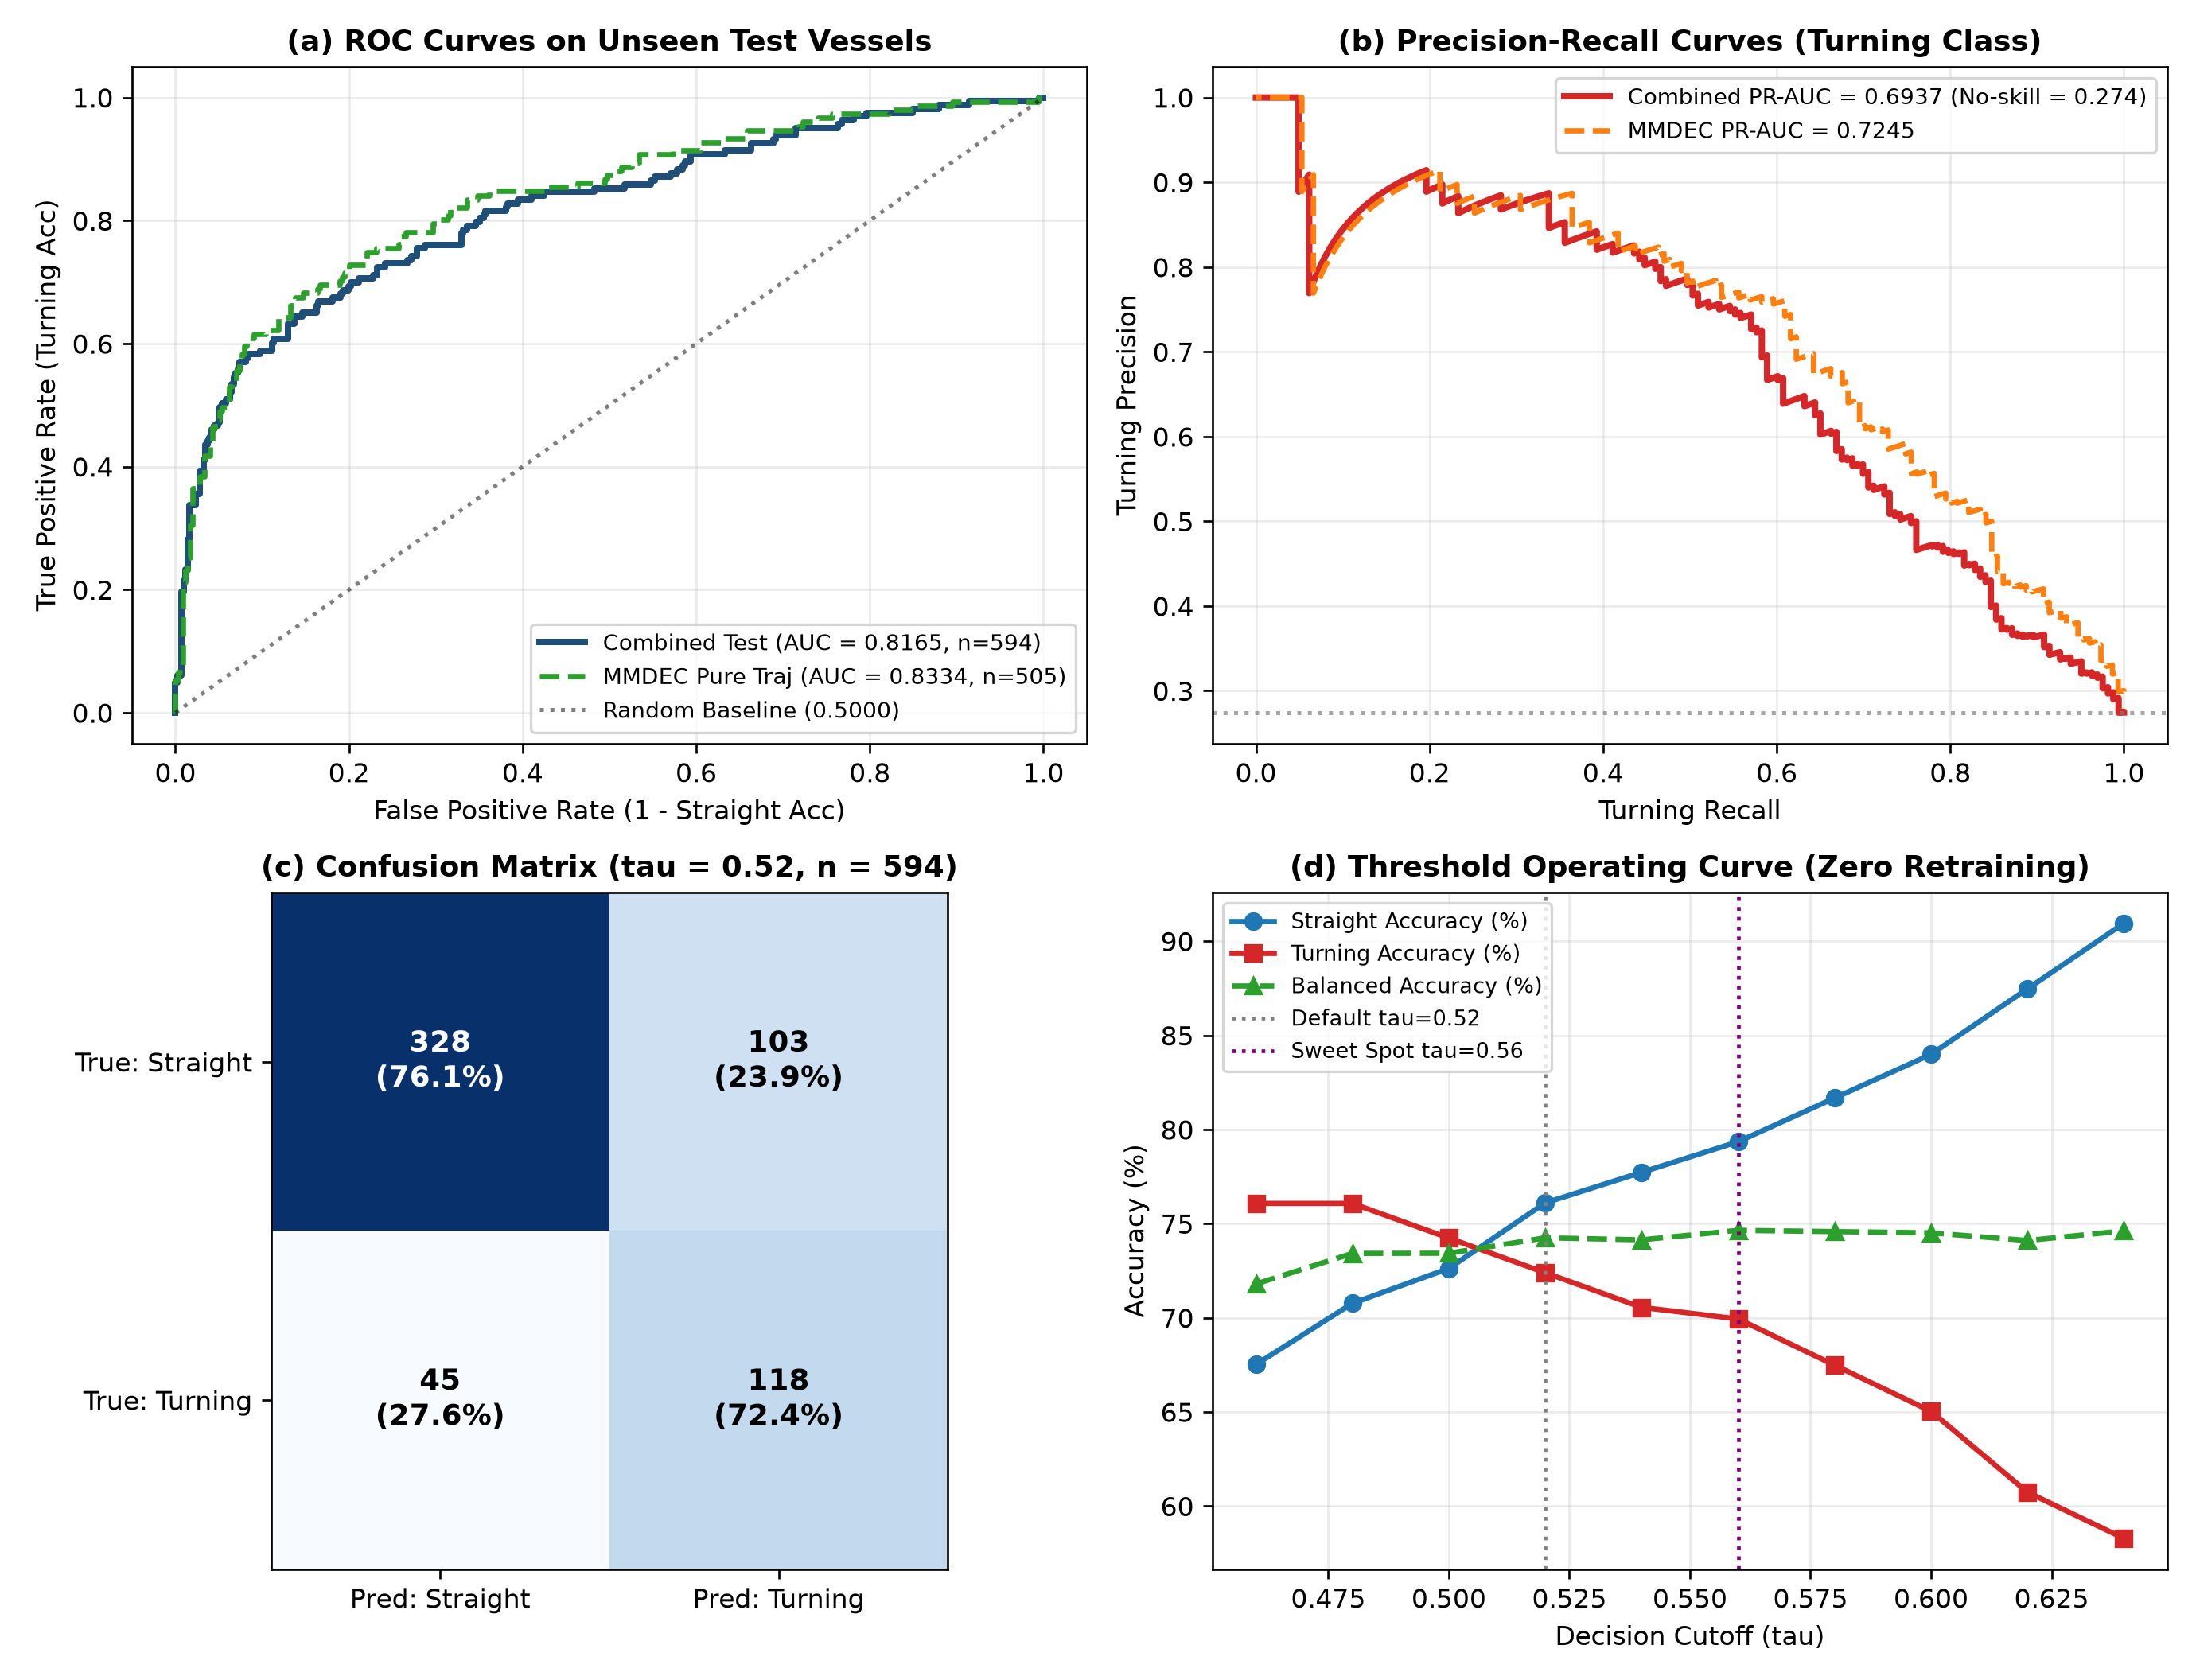 (a) ROC Curves on Unseen Test Vessels
True Positive Rate (Turning Acc)
1.0
0.8
0.6
0.4
0.2
0.0
Combined Test (AUC = 0.8165, n=594)
MMDEC Pure Traj (AUC = 0.8334, n=505)
Random Baseline (0.5000)
0.0 0.2 0.4 0.6 0.8 1.0
False Positive Rate (1 - Straight Acc)
(b) Precision-Recall Curves (Turning Class)
Turning Precision
1.0
0.9
0.8
0.7
0.6
0.5
0.4
0.3
Combined PR-AUC = 0.6937 (No-skill = 0.274)
MMDEC PR-AUC = 0.7245
0.0 0.2 0.4 0.6 0.8 1.0
Turning Recall
(c) Confusion Matrix (tau = 0.52, n = 594)
True: Straight
328
(76.1%)
103
(23.9%)
True: Turning
45
(27.6%)
118
(72.4%)
Pred: Straight Pred: Turning
(d) Threshold Operating Curve (Zero Retraining)
Accuracy (%)
90
85
80
75
70
65
60
Straight Accuracy (%)
Turning Accuracy (%)
Balanced Accuracy (%)
Default tau=0.52
Sweet Spot tau=0.56
0.475 0.500 0.525 0.550 0.575 0.600 0.625
Decision Cutoff (tau)